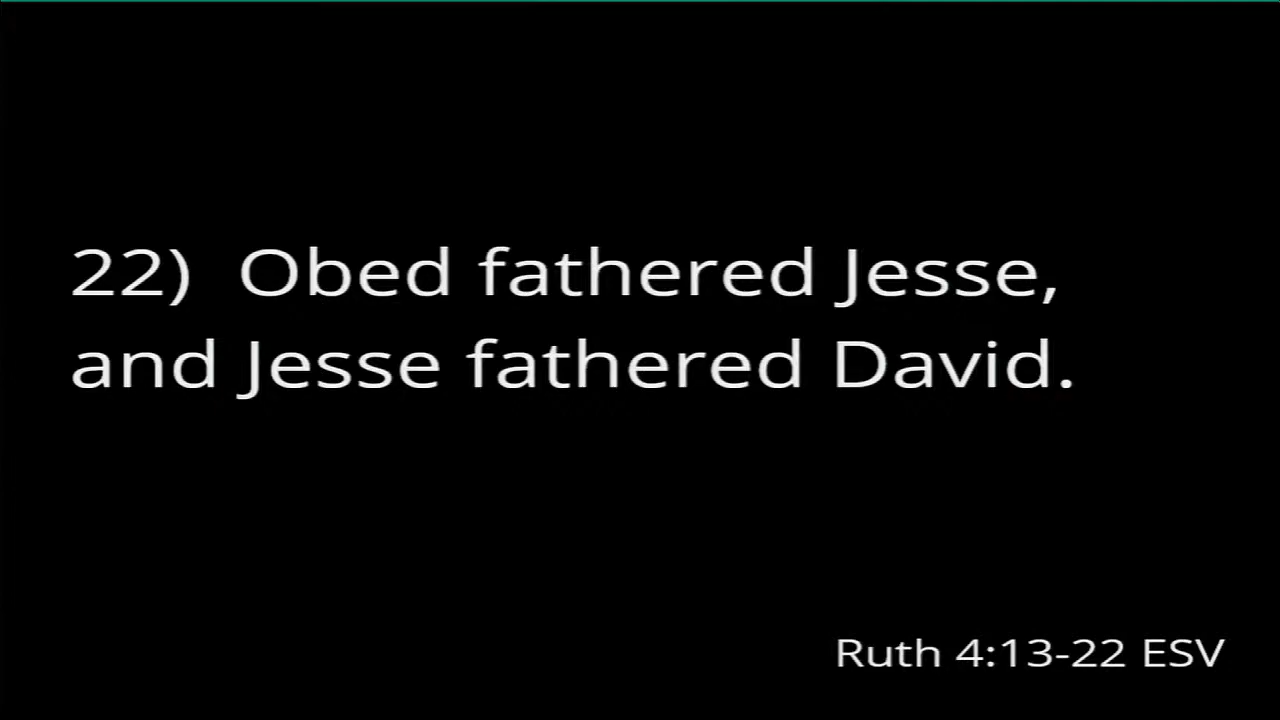 22) Obed fathered Jesse,
and Jesse fathered David.
Ruth 4:13-22 ESV